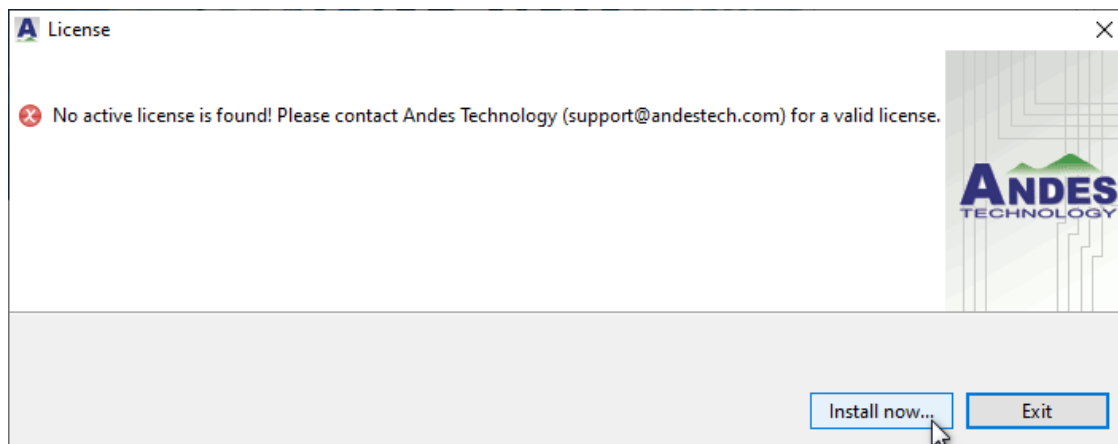 License
No active license is found! Please contact Andes Technology (support@andestech.com) for a valid license.
ANDES
TECHNOLOGY
Install now...
Exit